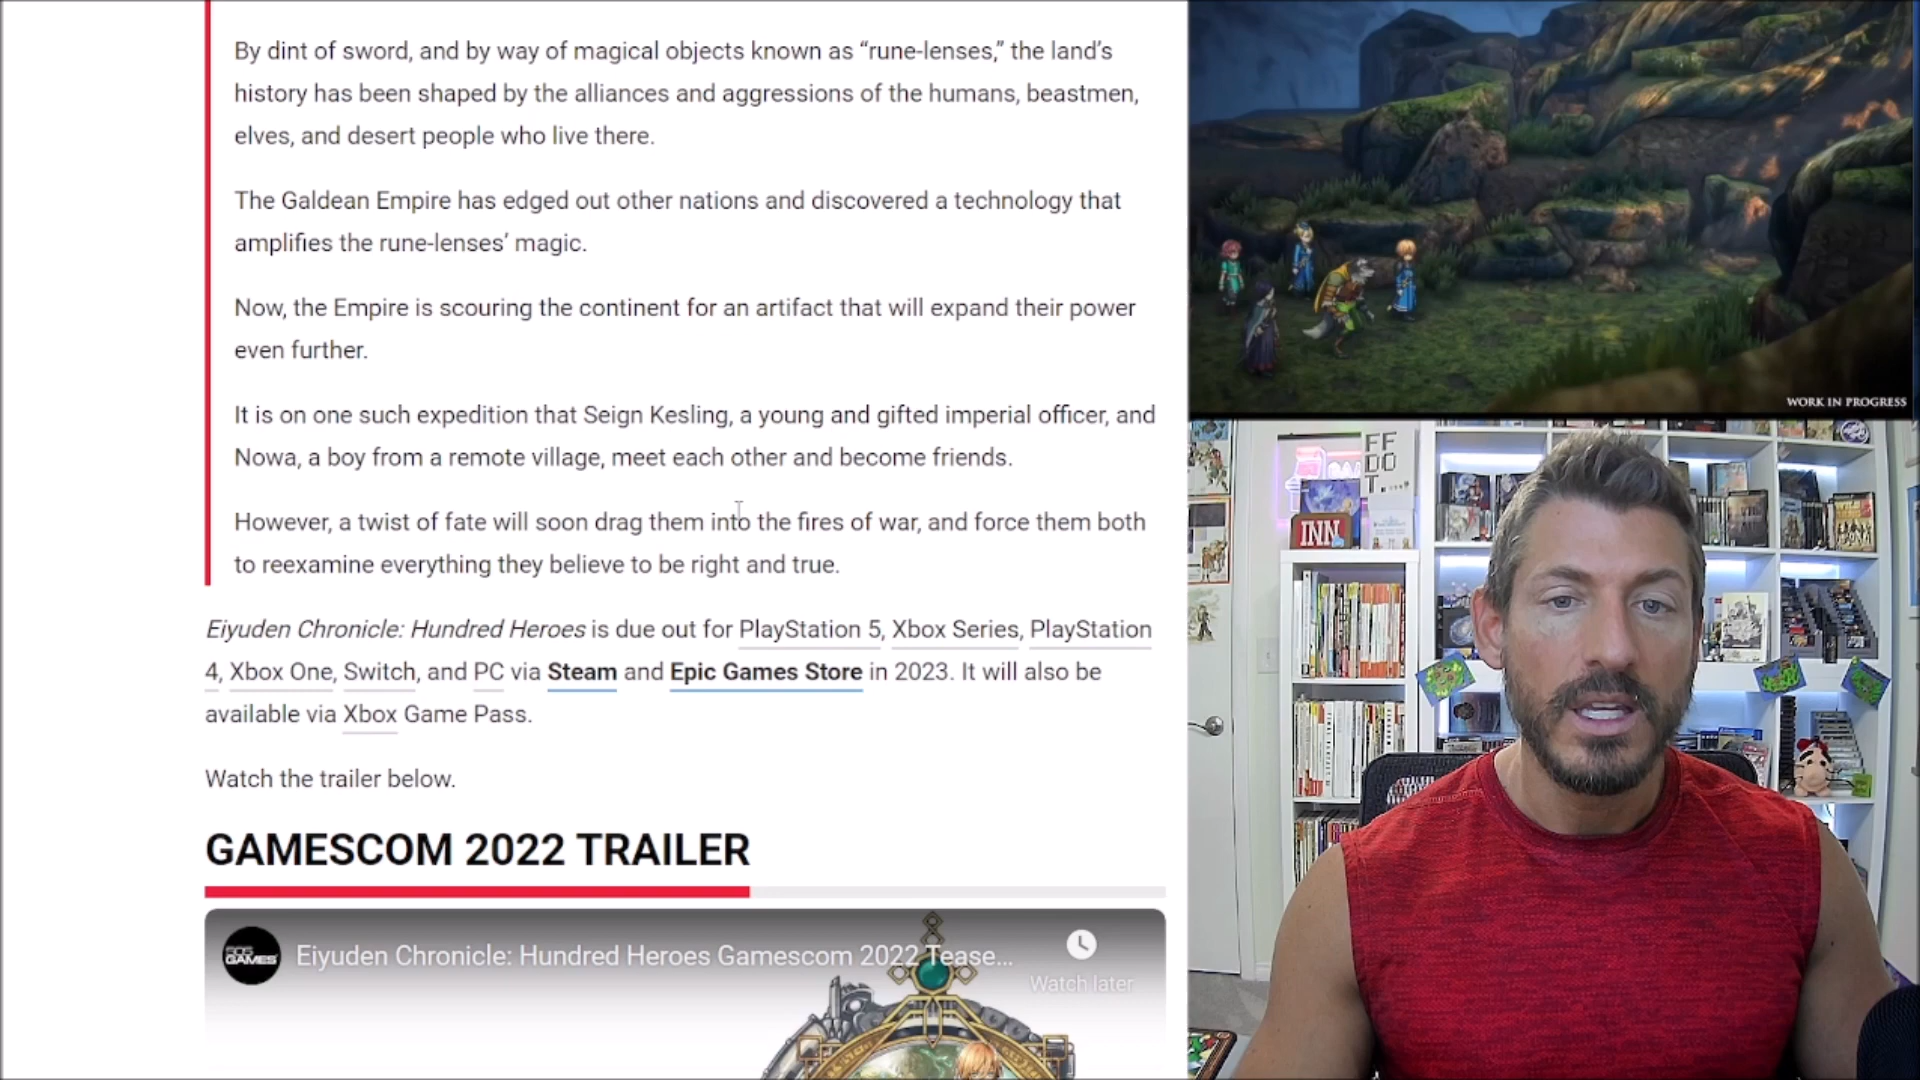 By dint of sword, and by way of magical objects known as “rune-lenses,” the land’s
history has been shaped by the alliances and aggressions of the humans, beastmen,
elves, and desert people who live there.
The Galdean Empire has edged out other nations and discovered a technology that
amplifies the rune-lenses’ magic.
Now, the Empire is scouring the continent for an artifact that will expand their power
even further.
It is on one such expedition that Seign Kesling, a young and gifted imperial officer, and
Nowa, a boy from a remote village, meet each other and become friends.
However, a twist of fate will soon drag them into the fires of war, and force them both
to reexamine everything they believe to be right and true.
Eiyuden Chronicle: Hundred Heroes is due out for PlayStation 5, Xbox Series, PlayStation
4, Xbox One, Switch, and PC via Steam and Epic Games Store in 2023. It will also be
available via Xbox Game Pass.
Watch the trailer below.
GAMESCOM 2022 TRAILER
505
GAMES
Eiyuden Chronicle: Hundred Heroes Gamescom 2022 Tease...
Watch later
WORK IN PROGRESS
INN